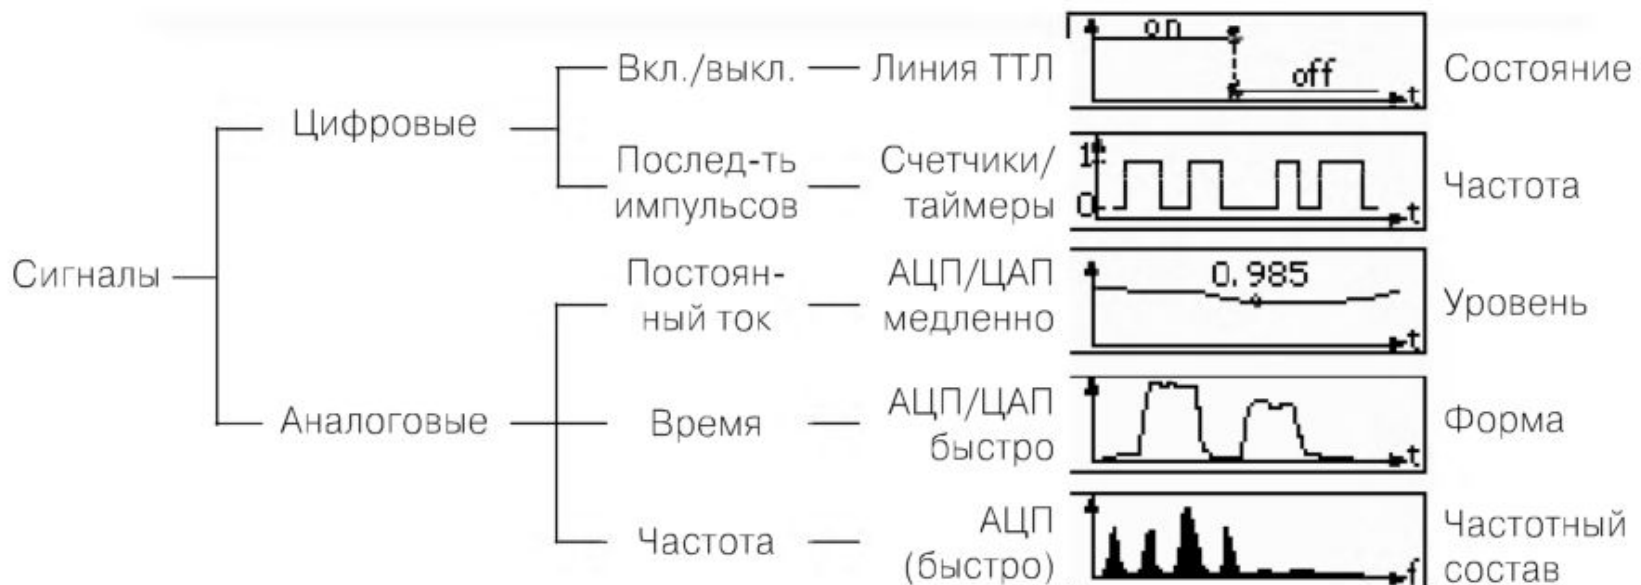 Сигналы
Цифровые
Вкл./выкл.
Линия ТТЛ
on
off
t
Состояние
Послед-ть
импульсов
Счетчики/
таймеры
1
0
t
Частота
Аналоговые
Постоян-
ный ток
АЦП/ЦАП
медленно
0.985
t
Уровень
Время
АЦП/ЦАП
быстро
t
Форма
Частота
АЦП
(быстро)
f
Частотный
состав